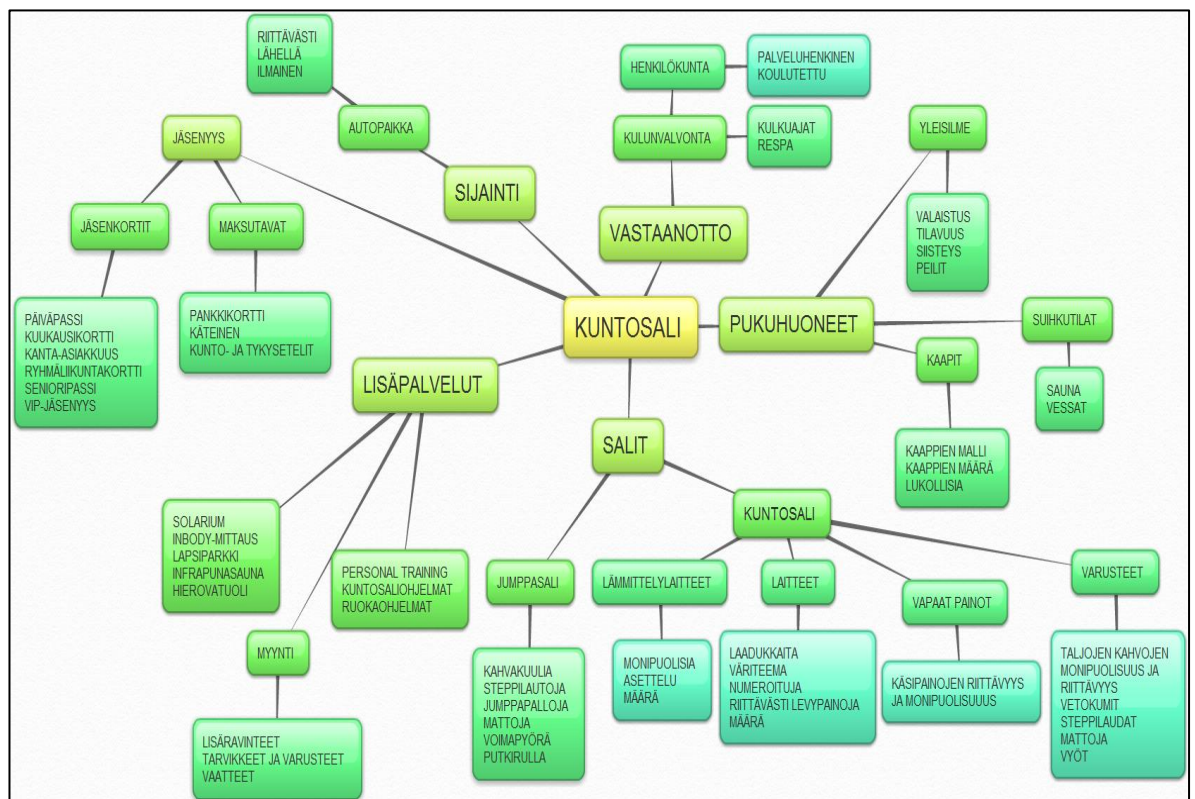 RIITTÄVÄSTI
LÄHELLÄ
ILMAINEN
AUTOPAIKKA
SIJAINTI
JÄSENYYS
JÄSENKORTIT
MAKSUTAVAT
PÄIVÄPASSI
KUUKAUSIKORTTI
KANTA-ASIAKKUUS
RYHMÄLIIKUNTAKORTTI
SENIORIPASSI
VIP-JÄSENYYS
PANKKIKORTTI
KÄTEINEN
KUNTO- JA TYKYSETELIT
HENKILÖKUNTA
PALVELUHENKINEN
KOULUTETTU
KULUNVALVONTA
KULKUAJAT
RESPA
VASTAANOTTO
YLEISILME
VALAISTUS
TILAVUUS
SIISTEYS
PEILIT
KUNTOSALI
PUKUHUONEET
SUIHKUTILAT
SAUNA
VESSAT
KAAPIT
KAAPPIEN MALLI
KAAPPIEN MÄÄRÄ
LUKOLLISIA
LISÄPALVELUT
SOLARIUM
INBODY-MITTAUS
LAPSIPARKKI
INFRAPUNASAUNA
HIEROVATUOLI
PERSONAL TRAINING
KUNTOSALIOHJELMAT
RUOKAOHJELMAT
MYYNTI
LISÄRAVINTEET
TARVIKKEET JA VARUSTEET
VAATTEET
SALIT
JUMPPASALI
KAHVAKUULIA
STEPPILAUTOJA
JUMPPAPALLOJA
MATTOJA
VOIMAPYÖRÄ
PUTKIRULLA
KUNTOSALI
LÄMMITTELYLAITTEET
MONIPUOLISIA
ASETTELU
MÄÄRÄ
LAITTEET
LAADUKKAITA
VÄRITEEMA
NUMEROITUJA
RIITTÄVÄSTI LEVYPAINOJA
MÄÄRÄ
VAPAAT PAINOT
KÄSIPAINOJEN RIITTÄVYYS
JA MONIPUOLISUUUS
VARUSTEET
TALJOJEN KAHVOJEN
MONIPUOLISUUS JA
RIITTÄVYYS
VETOKUMIT
STEPPILAUDAT
MATTOJA
VYÖT